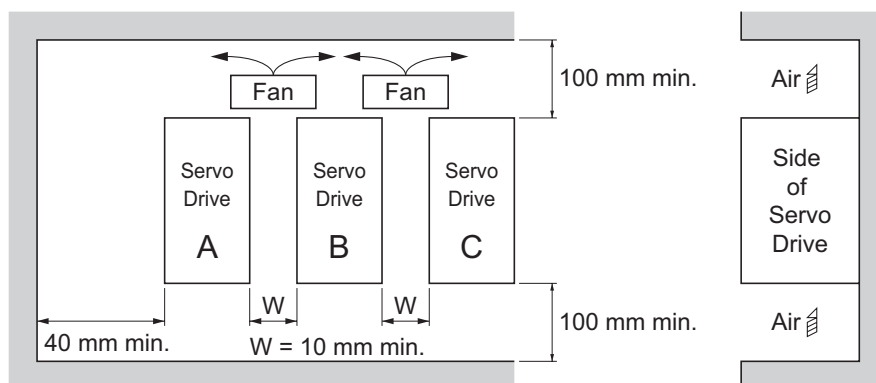 Fan
Fan
100 mm min.
Air
Servo
Drive
A
Servo
Drive
B
Servo
Drive
C
Side
of
Servo
Drive
W
W
40 mm min.
W = 10 mm min.
100 mm min.
Air